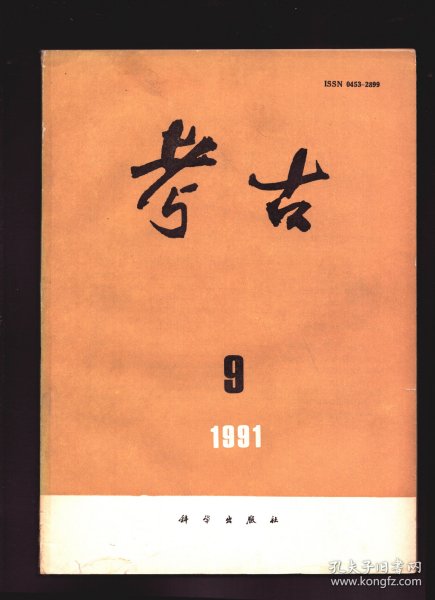 ISSN 0453-2899
考古
9
1991
科学出版社
孔夫子旧书网
www.kongfz.com